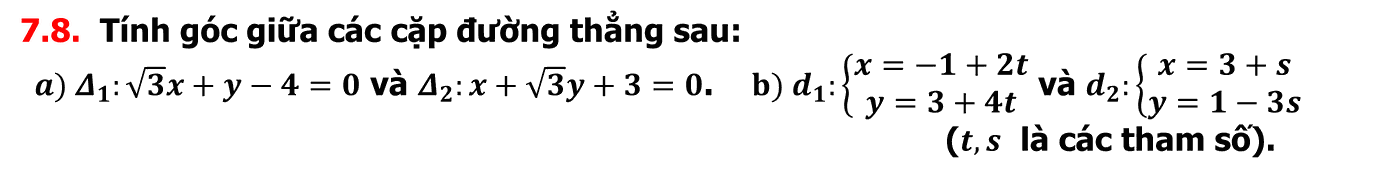 7.8. Tính góc giữa các cặp đường thẳng sau:
a) Δ₁: √3x + y − 4 = 0 và Δ₂: x + √3y + 3 = 0. b) d₁: {x = −1 + 2t y = 3 + 4t và d₂: {x = 3 + s y = 1 − 3s
(t, s là các tham số).